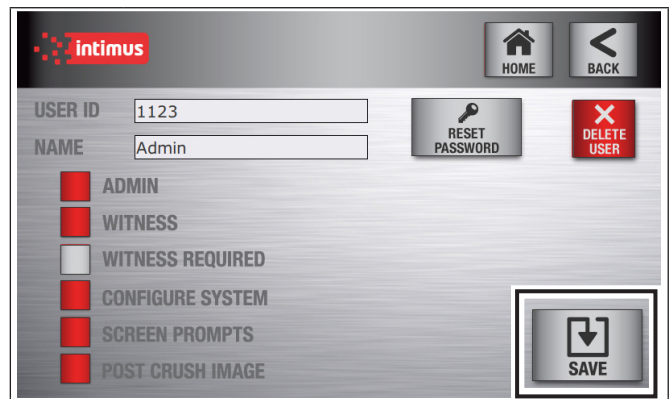 intimus
HOME
BACK
USER ID
1123
RESET
PASSWORD
DELETE
USER
NAME
Admin
ADMIN
WITNESS
WITNESS REQUIRED
CONFIGURE SYSTEM
SCREEN PROMPTS
POST CRUSH IMAGE
SAVE